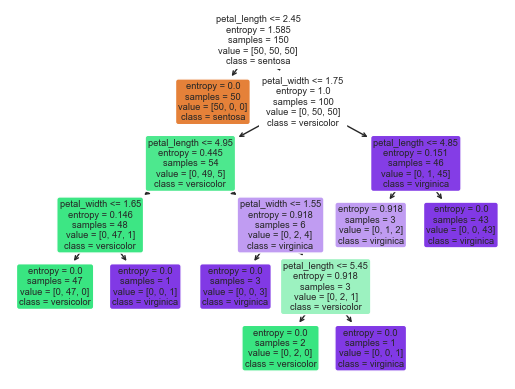 petal_length <= 2.45
entropy = 1.585
samples = 150
value = [50, 50, 50]
class = sentosa
entropy = 0.0
samples = 50
value = [50, 0, 0]
class = sentosa
petal_width <= 1.75
entropy = 1.0
samples = 100
value = [0, 50, 50]
class = versicolor
petal_length <= 4.95
entropy = 0.445
samples = 54
value = [0, 49, 5]
class = versicolor
petal_length <= 4.85
entropy = 0.151
samples = 46
value = [0, 1, 45]
class = virginica
petal_width <= 1.65
entropy = 0.146
samples = 48
value = [0, 47, 1]
class = versicolor
petal_width <= 1.55
entropy = 0.918
samples = 6
value = [0, 2, 4]
class = virginica
entropy = 0.918
samples = 3
value = [0, 1, 2]
class = virginica
entropy = 0.0
samples = 43
value = [0, 0, 43]
class = virginica
entropy = 0.0
samples = 47
value = [0, 47, 0]
class = versicolor
entropy = 0.0
samples = 1
value = [0, 0, 1]
class = virginica
entropy = 0.0
samples = 3
value = [0, 0, 3]
class = virginica
petal_length <= 5.45
entropy = 0.918
samples = 3
value = [0, 2, 1]
class = versicolor
entropy = 0.0
samples = 2
value = [0, 2, 0]
class = versicolor
entropy = 0.0
samples = 1
value = [0, 0, 1]
class = virginica